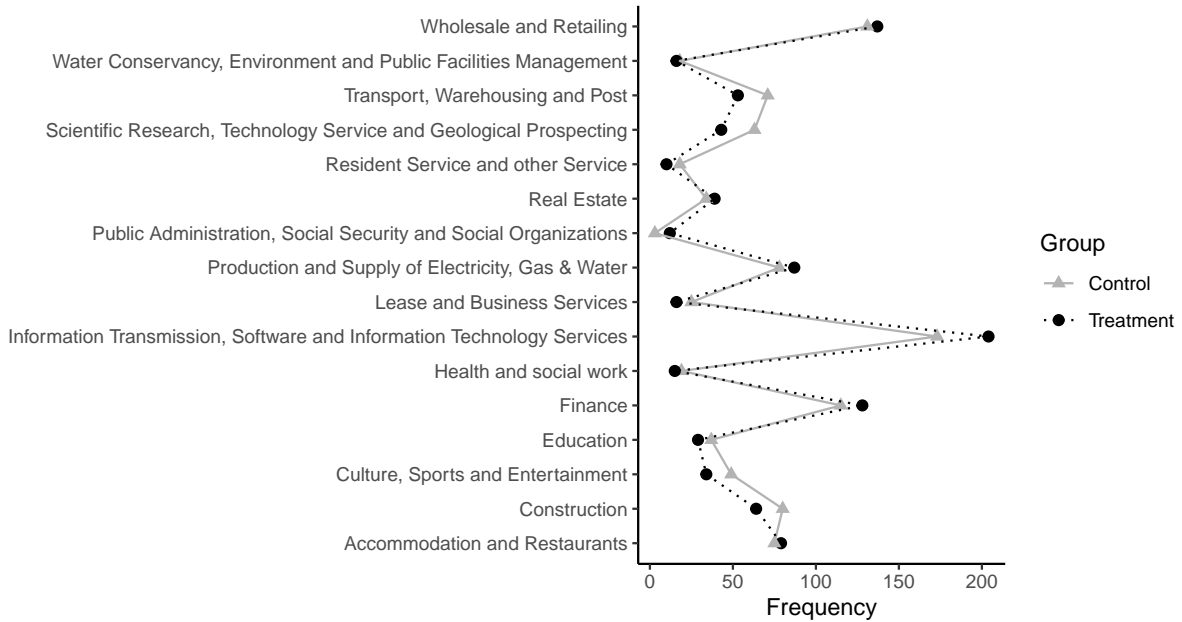 Wholesale and Retailing
Water Conservancy, Environment and Public Facilities Management
Transport, Warehousing and Post
Scientific Research, Technology Service and Geological Prospecting
Resident Service and other Service
Real Estate
Public Administration, Social Security and Social Organizations
Production and Supply of Electricity, Gas & Water
Lease and Business Services
Information Transmission, Software and Information Technology Services
Health and social work
Finance
Education
Culture, Sports and Entertainment
Construction
Accommodation and Restaurants
0 50 100 150 200
Frequency
Group
Control
Treatment